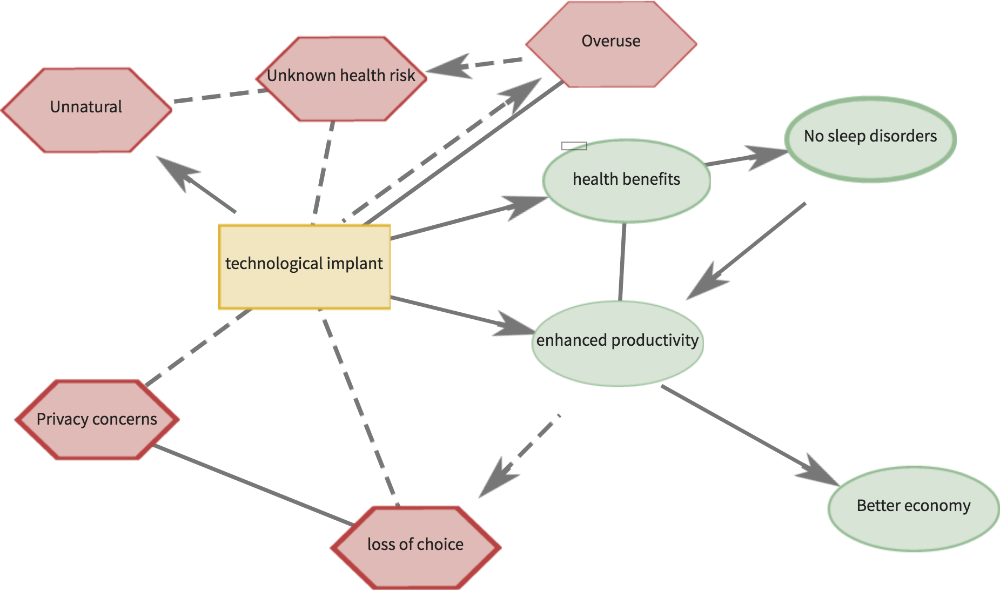 Overuse
Unknown health risk
Unnatural
No sleep disorders
health benefits
technological implant
enhanced productivity
Privacy concerns
Better economy
loss of choice